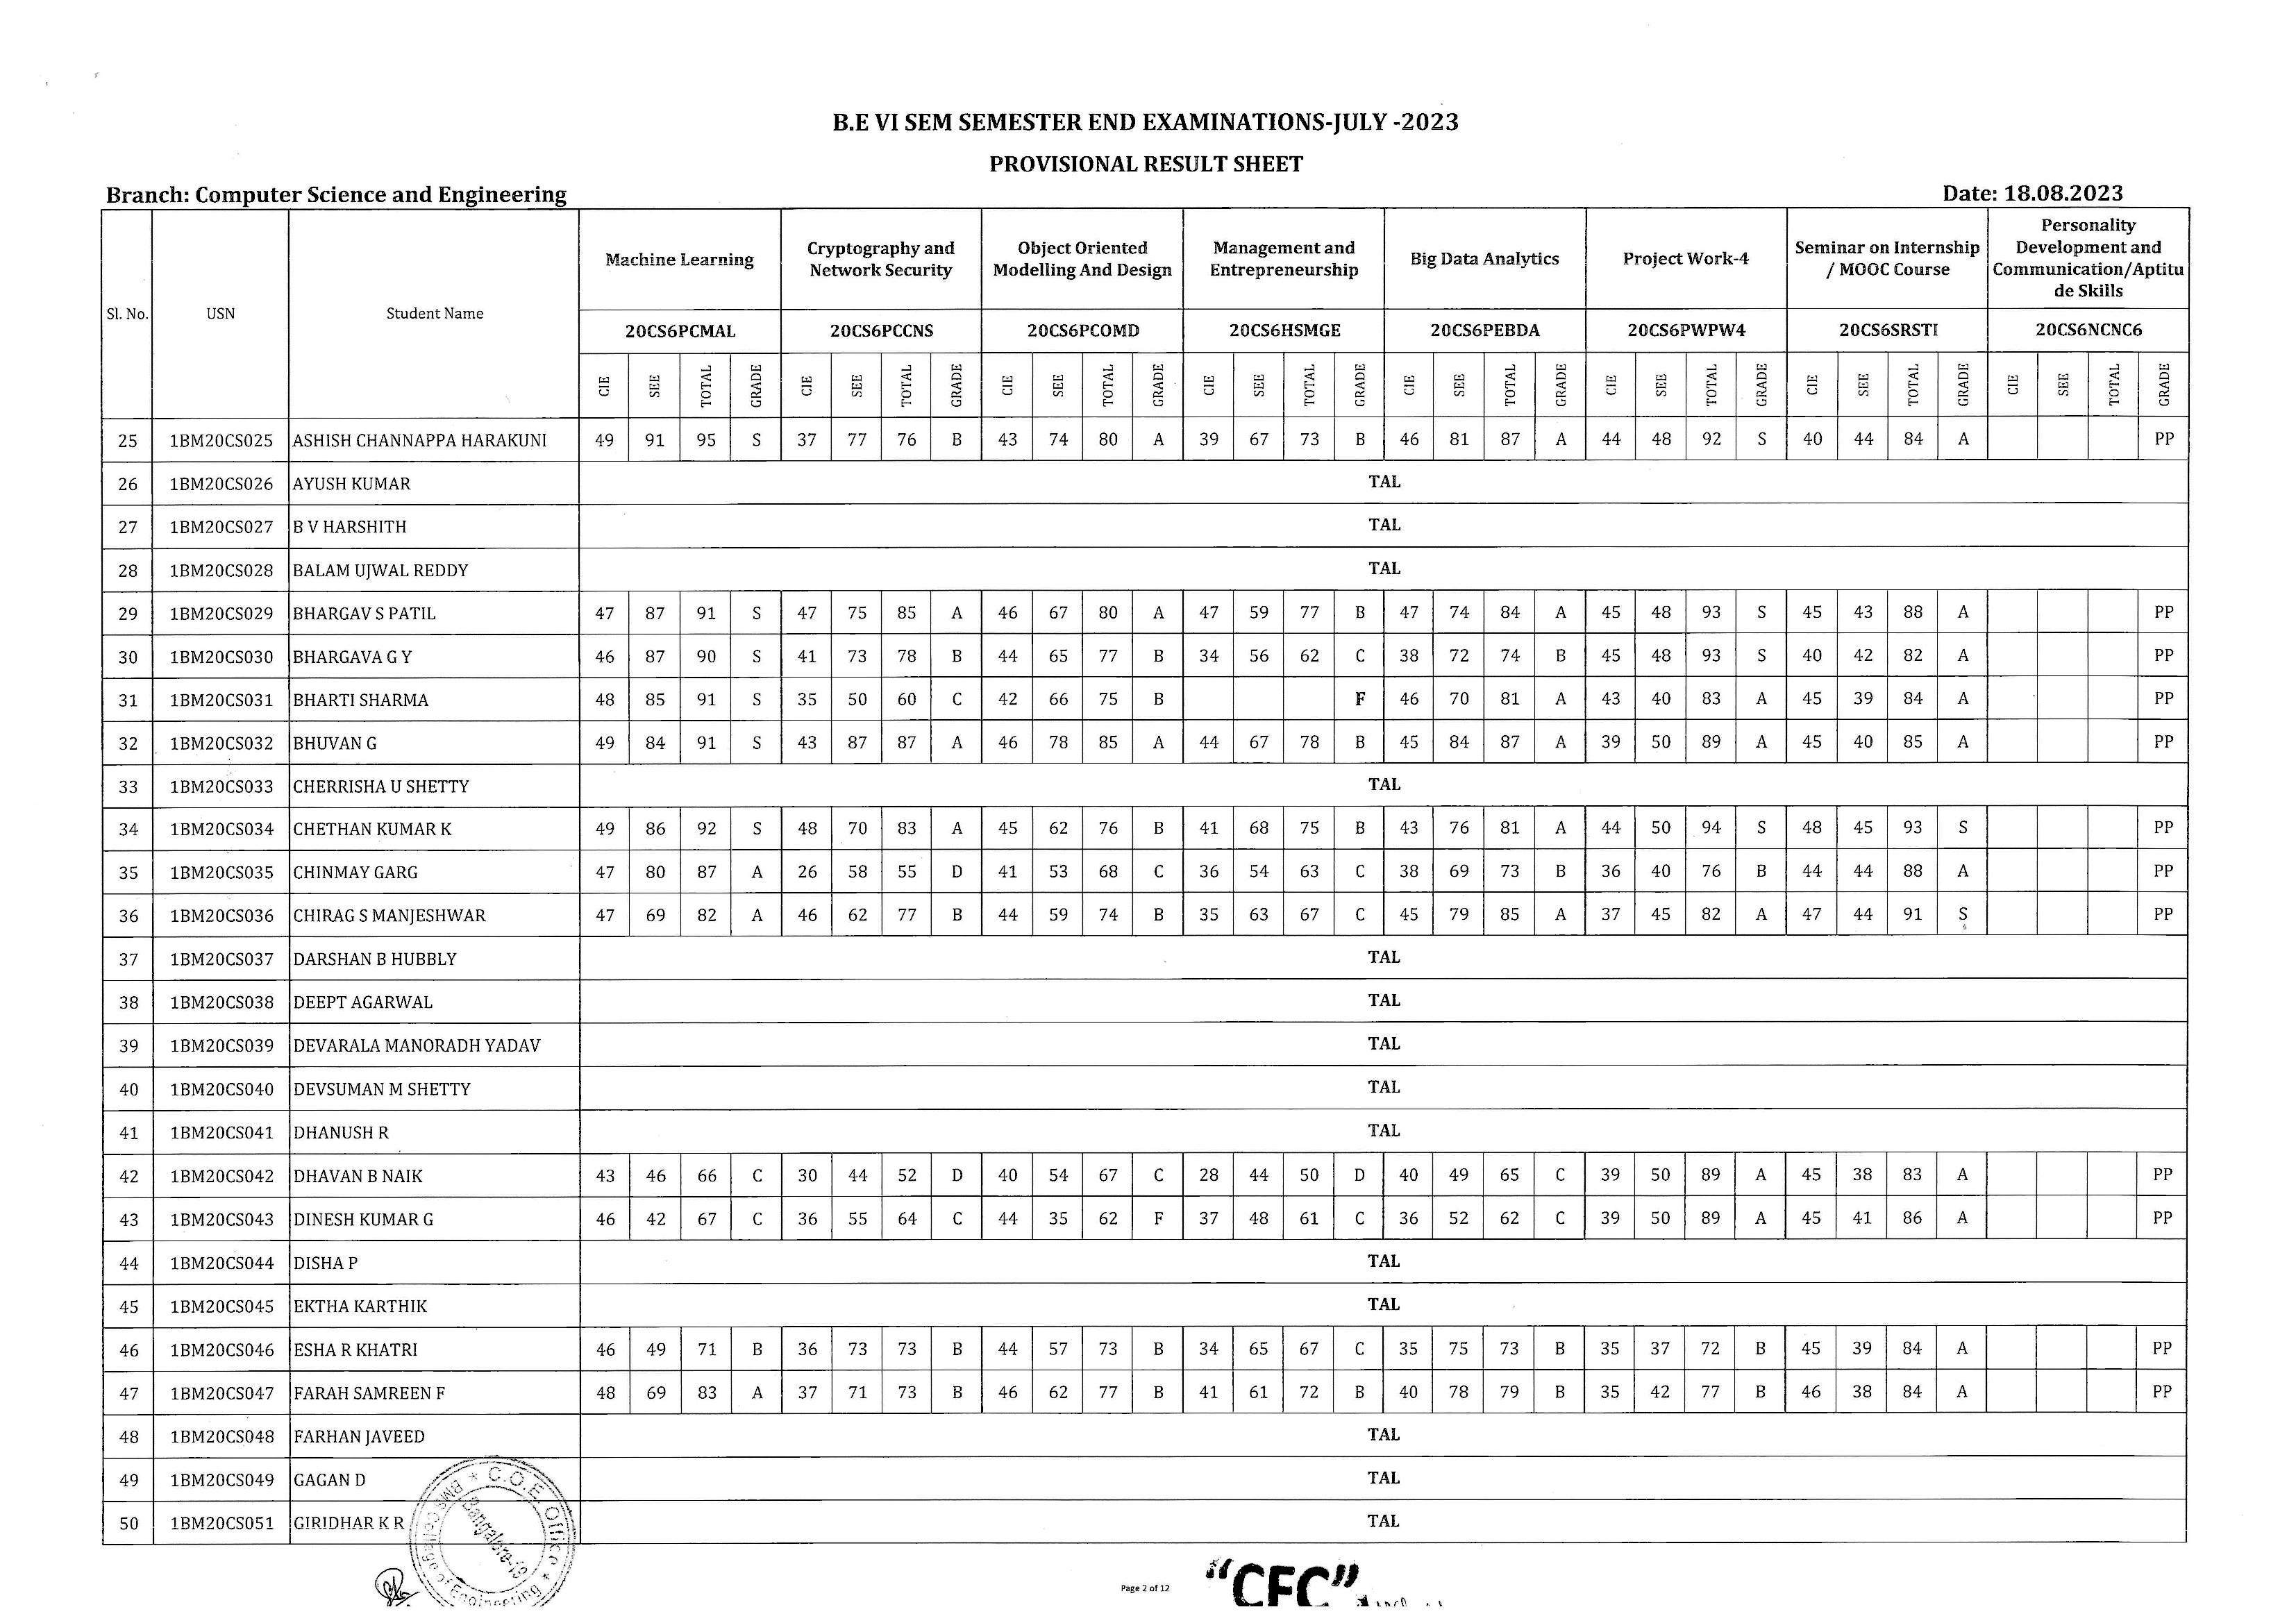 B.E VI SEM SEMESTER END EXAMINATIONS-JULY -2023
PROVISIONAL RESULT SHEET
Branch: Computer Science and Engineering Date: 18.08.2023
Sl. No. USN Student Name Machine Learning Cryptography and Network Security Object Oriented Modelling And Design Management and Entrepreneurship Big Data Analytics Project Work-4 Seminar on Internship / MOOC Course Personality Development and Communication/Aptitu de Skills
20CS6PCMAL 20CS6PCCNS 20CS6PCOMD 20CS6HSMGE 20CS6PEBDA 20CS6PWPW4 20CS6SRSTI 20CS6NCNC6
CIE SEE TOTAL GRADE CIE SEE TOTAL GRADE CIE SEE TOTAL GRADE CIE SEE TOTAL GRADE CIE SEE TOTAL GRADE CIE SEE TOTAL GRADE CIE SEE TOTAL GRADE CIE SEE TOTAL GRADE
25 1BM20CS025 ASHISH CHANNAPPA HARAKUNI 49 91 95 S 37 77 76 B 43 74 80 A 39 67 73 B 46 81 87 A 44 48 92 S 40 44 84 A PP
26 1BM20CS026 AYUSH KUMAR TAL
27 1BM20CS027 B V HARSHITH TAL
28 1BM20CS028 BALAM UJWAL REDDY TAL
29 1BM20CS029 BHARGAV S PATIL 47 87 91 S 47 75 85 A 46 67 80 A 47 59 77 B 47 74 84 A 45 48 93 S 45 43 88 A PP
30 1BM20CS030 BHARGAVA G Y 46 87 90 S 41 73 78 B 44 65 77 B 34 56 62 C 38 72 74 B 45 48 93 S 40 42 82 A PP
31 1BM20CS031 BHARTI SHARMA 48 85 91 S 35 50 60 C 42 66 75 B F 46 70 81 A 43 40 83 A 45 39 84 A PP
32 1BM20CS032 BHUVAN G 49 84 91 S 43 87 87 A 46 78 85 A 44 67 78 B 45 84 87 A 39 50 89 A 45 40 85 A PP
33 1BM20CS033 CHERRISHA U SHETTY TAL
34 1BM20CS034 CHETHAN KUMAR K 49 86 92 S 48 70 83 A 45 62 76 B 41 68 75 B 43 76 81 A 44 50 94 S 48 45 93 S PP
35 1BM20CS035 CHINMAY GARG 47 80 87 A 26 58 55 D 41 53 68 C 36 54 63 C 38 69 73 B 36 40 76 B 44 44 88 A PP
36 1BM20CS036 CHIRAG S MANJESHWAR 47 69 82 A 46 62 77 B 44 59 74 B 35 63 67 C 45 79 85 A 37 45 82 A 47 44 91 S PP
37 1BM20CS037 DARSHAN B HUBBLY TAL
38 1BM20CS038 DEEPT AGARWAL TAL
39 1BM20CS039 DEVARALA MANORADH YADAV TAL
40 1BM20CS040 DEVSUMAN M SHETTY TAL
41 1BM20CS041 DHANUSH R TAL
42 1BM20CS042 DHAVAN B NAIK 43 46 66 C 30 44 52 D 40 54 67 C 28 44 50 D 40 49 65 C 39 50 89 A 45 38 83 A PP
43 1BM20CS043 DINESH KUMAR G 46 42 67 C 36 55 64 C 44 35 62 F 37 48 61 C 36 52 62 C 39 50 89 A 45 41 86 A PP
44 1BM20CS044 DISHA P TAL
45 1BM20CS045 EKTHA KARTHIK TAL
46 1BM20CS046 ESHA R KHATRI 46 49 71 B 36 73 73 B 44 57 73 B 34 65 67 C 35 75 73 B 35 37 72 B 45 39 84 A PP
47 1BM20CS047 FARAH SAMREEN F 48 69 83 A 37 71 73 B 46 62 77 B 41 61 72 B 40 78 79 B 35 42 77 B 46 38 84 A PP
48 1BM20CS048 FARHAN JAVEED TAL
49 1BM20CS049 GAGAN D TAL
50 1BM20CS051 GIRIDHAR K R TAL
C.O.E. Office * BMS College of Engineering *
Bangalore-19
Page 2 of 12
"CFC"